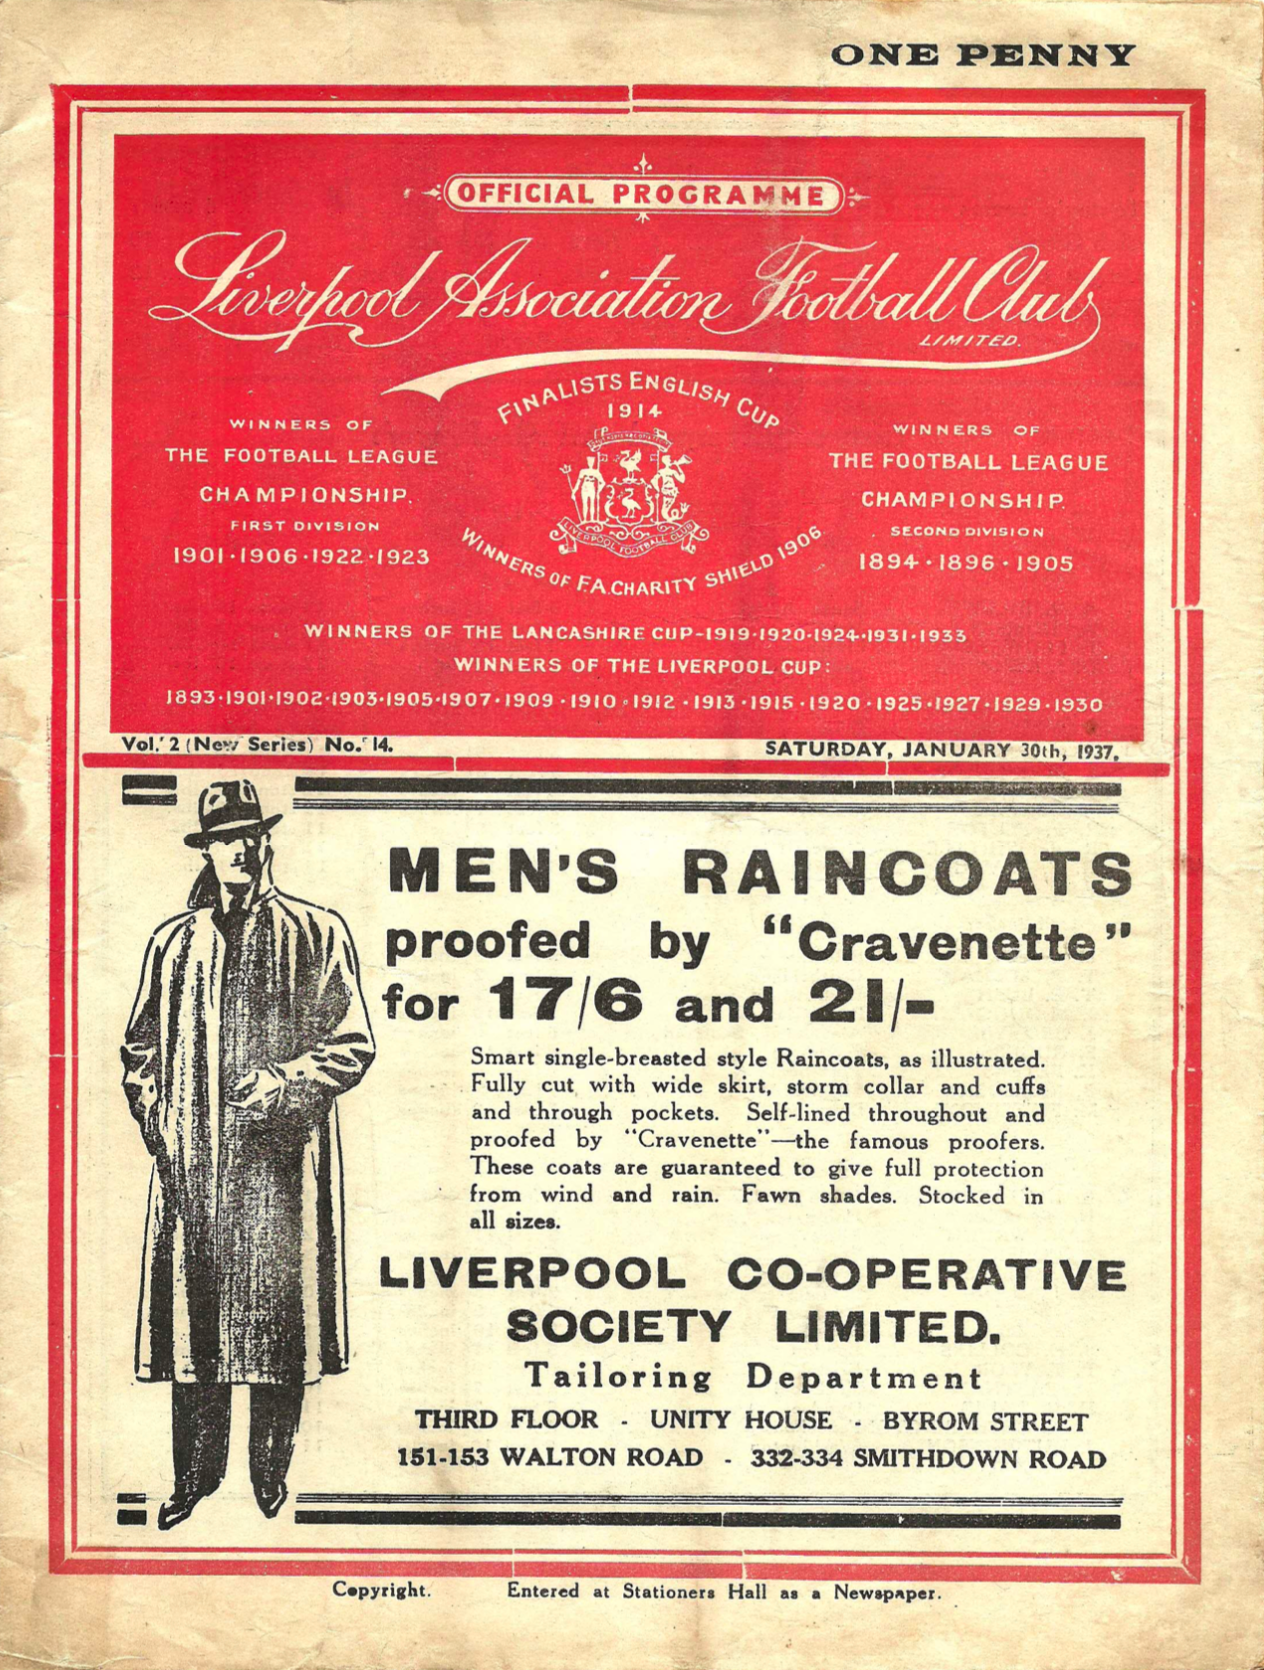 ONE PENNY
OFFICIAL PROGRAMME
Liverpool Association Football Club
LIMITED.
FINALISTS ENGLISH CUP
1914
WINNERS OF
THE FOOTBALL LEAGUE
CHAMPIONSHIP.
FIRST DIVISION
1901·1906·1922·1923
LIVERPOOL FOOTBALL CLUB
WINNERS OF F.A. CHARITY SHIELD 1906
WINNERS OF
THE FOOTBALL LEAGUE
CHAMPIONSHIP.
SECOND DIVISION
1894·1896·1905
WINNERS OF THE LANCASHIRE CUP-1919·1920·1924·1931·1933
WINNERS OF THE LIVERPOOL CUP:
1893·1901·1902·1903·1905·1907·1909·1910·1912·1913·1915·1920·1925·1927·1929·1930
Vol. 2 (New Series) No. 14.
SATURDAY, JANUARY 30th, 1937.
MEN'S RAINCOATS
proofed by "Cravenette"
for 17/6 and 21/-
Smart single-breasted style Raincoats, as illustrated.
Fully cut with wide skirt, storm collar and cuffs
and through pockets. Self-lined throughout and
proofed by "Cravenette"—the famous proofers.
These coats are guaranteed to give full protection
from wind and rain. Fawn shades. Stocked in
all sizes.
LIVERPOOL CO-OPERATIVE
SOCIETY LIMITED.
Tailoring Department
THIRD FLOOR - UNITY HOUSE - BYROM STREET
151-153 WALTON ROAD - 332-334 SMITHDOWN ROAD
Copyright. Entered at Stationers Hall as a Newspaper.